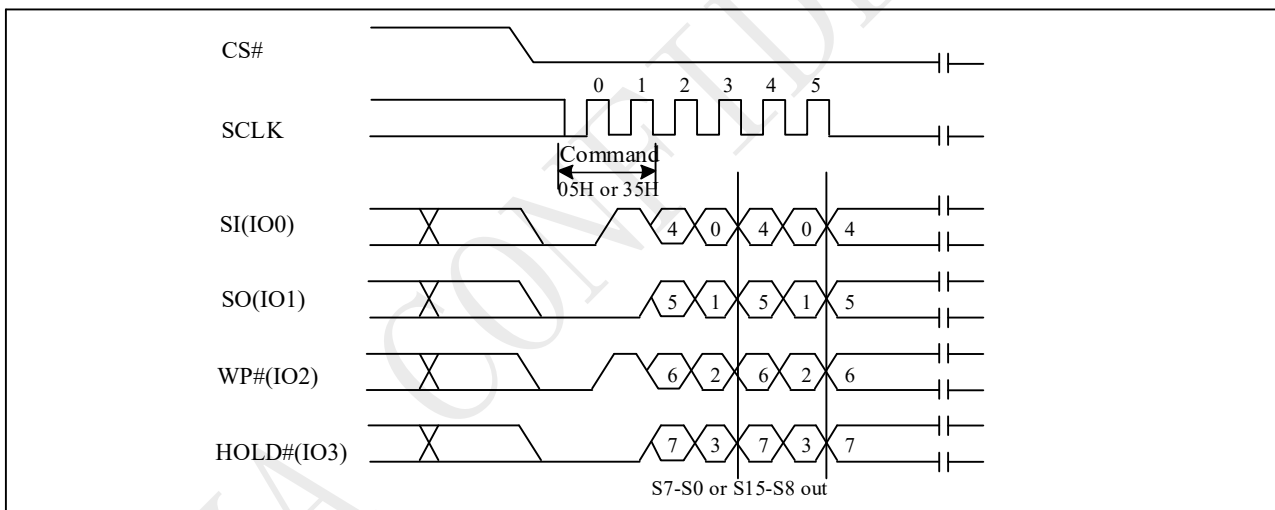 CS#
0 1 2 3 4 5
SCLK
Command
05H or 35H
SI(IO0) 4 0 4 0 4
SO(IO1) 5 1 5 1 5
WP#(IO2) 6 2 6 2 6
HOLD#(IO3) 7 3 7 3 7
S7-S0 or S15-S8 out